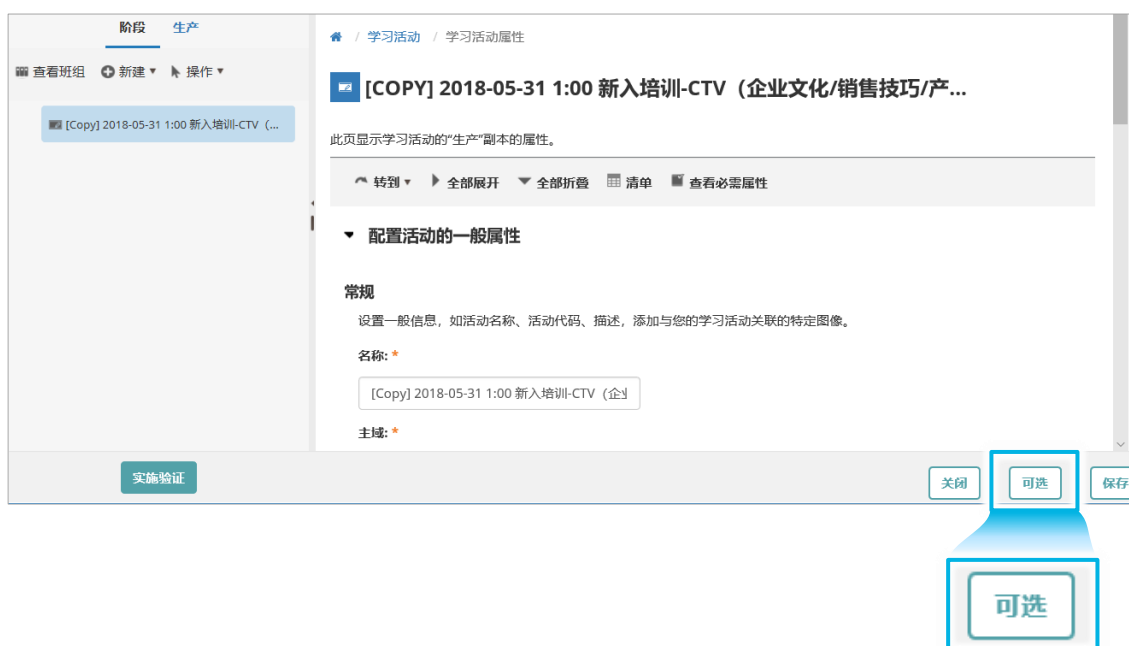 阶段 生产
查看班组 新建 操作
[Copy] 2018-05-31 1:00 新入培训-CTV（...
/ 学习活动 / 学习活动属性
[COPY] 2018-05-31 1:00 新入培训-CTV（企业文化/销售技巧/产...
此页显示学习活动的“生产”副本的属性。
转到 全部展开 全部折叠 清单 查看必需属性
配置活动的一般属性
常规
设置一般信息，如活动名称、活动代码、描述，添加与您的学习活动关联的特定图像。
名称: *
[Copy] 2018-05-31 1:00 新入培训-CTV（企
主域: *
实施验证
关闭 可选 保存
可选